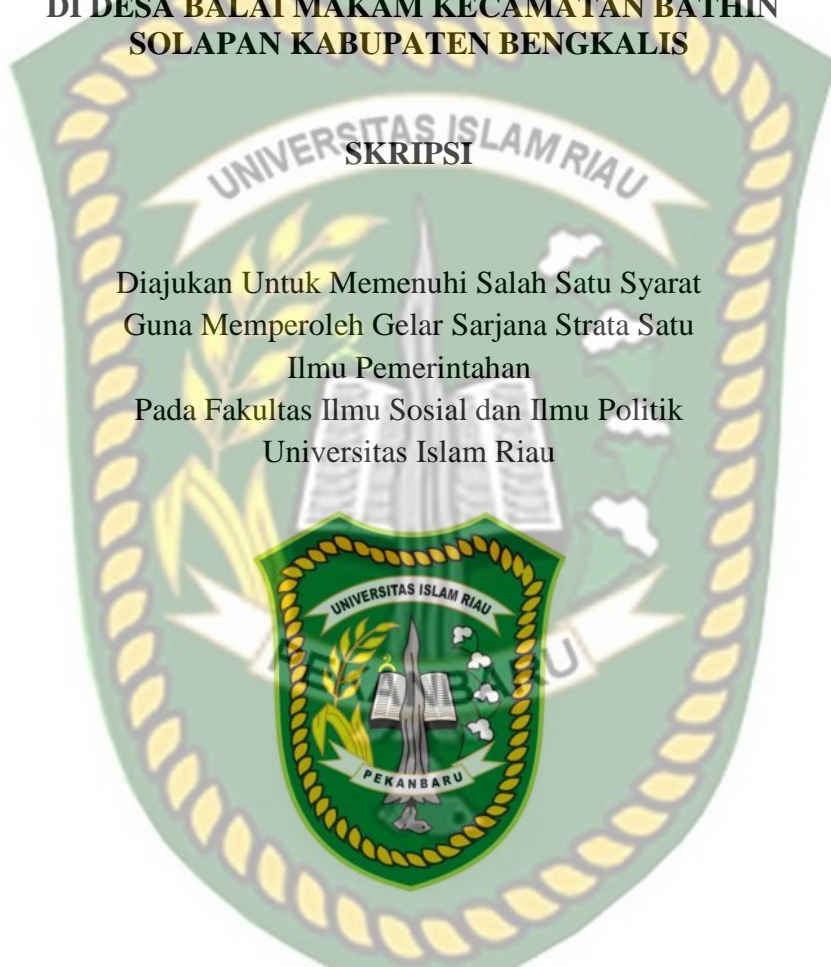 DI DESA BALAI MAKAM KECAMATAN BATHIN
SOLAPAN KABUPATEN BENGKALIS
UNIVERSITAS ISLAM RIAU
SKRIPSI
Diajukan Untuk Memenuhi Salah Satu Syarat
Guna Memperoleh Gelar Sarjana Strata Satu
Ilmu Pemerintahan
Pada Fakultas Ilmu Sosial dan Ilmu Politik
Universitas Islam Riau
UNIVERSITAS ISLAM RIAU
PEKANBARU
PEKANBARU